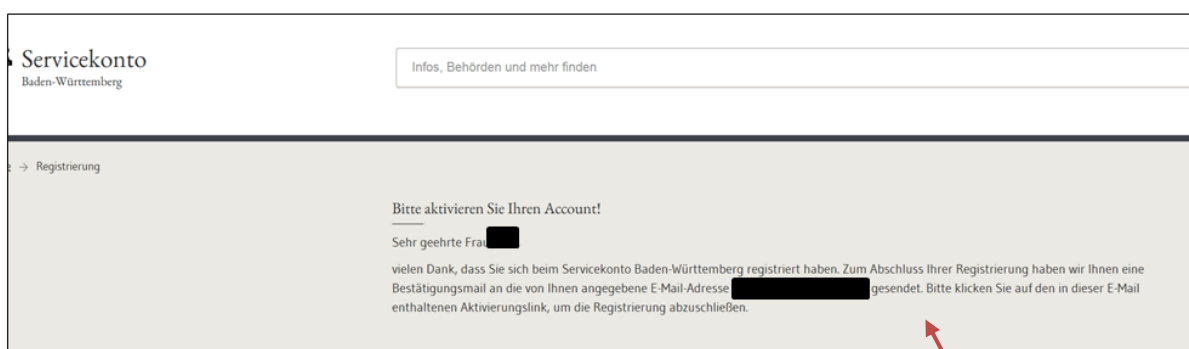 Servicekonto
Baden-Württemberg
Infos, Behörden und mehr finden
→ Registrierung
Bitte aktivieren Sie Ihren Account!
Sehr geehrte Frau
vielen Dank, dass Sie sich beim Servicekonto Baden-Württemberg registriert haben. Zum Abschluss Ihrer Registrierung haben wir Ihnen eine
Bestätigungsmail an die von Ihnen angegebene E-Mail-Adresse gesendet. Bitte klicken Sie auf den in dieser E-Mail
enthaltenen Aktivierungslink, um die Registrierung abzuschließen.